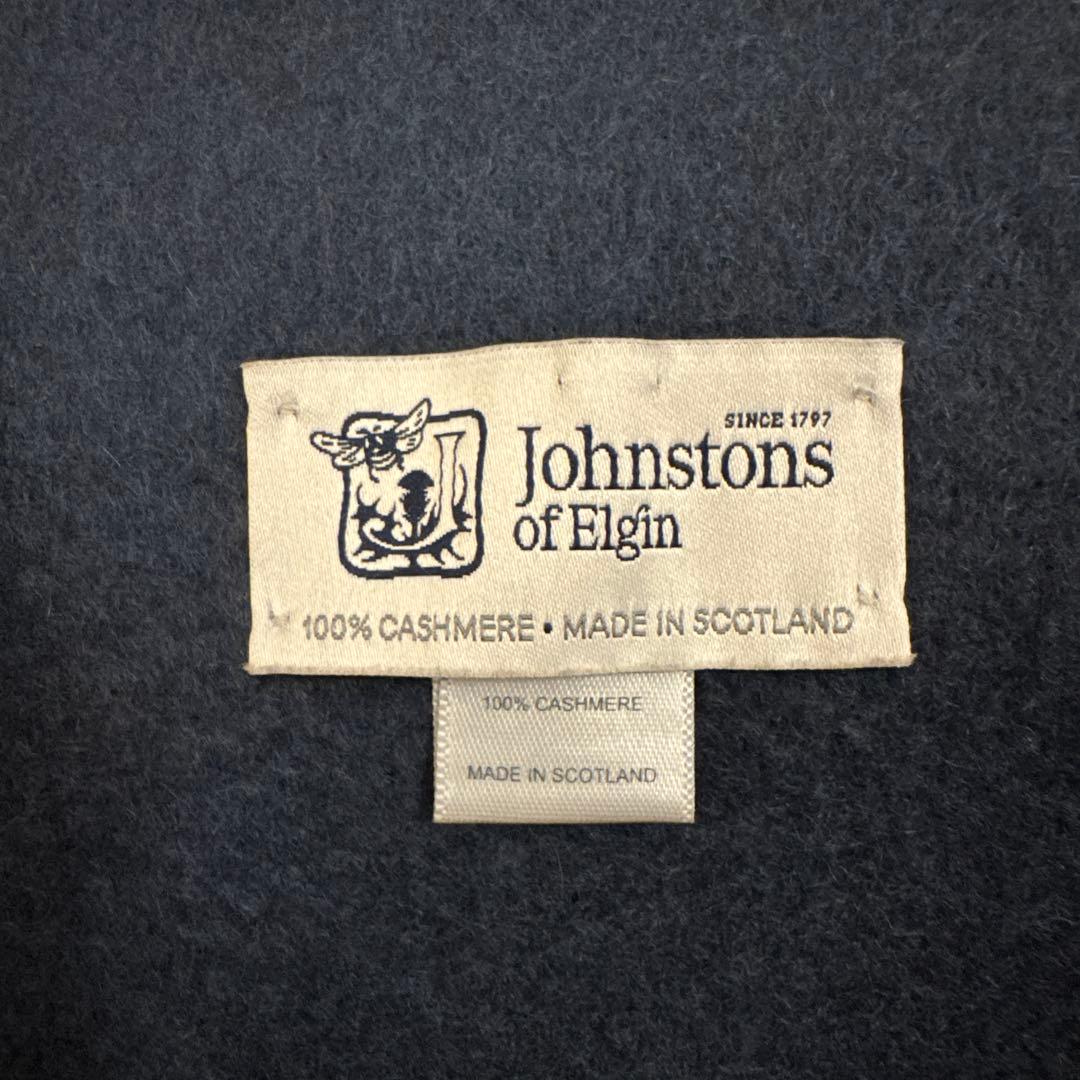 SINCE 1797
Johnstons
of Elgin
100% CASHMERE • MADE IN SCOTLAND
100% CASHMERE
MADE IN SCOTLAND